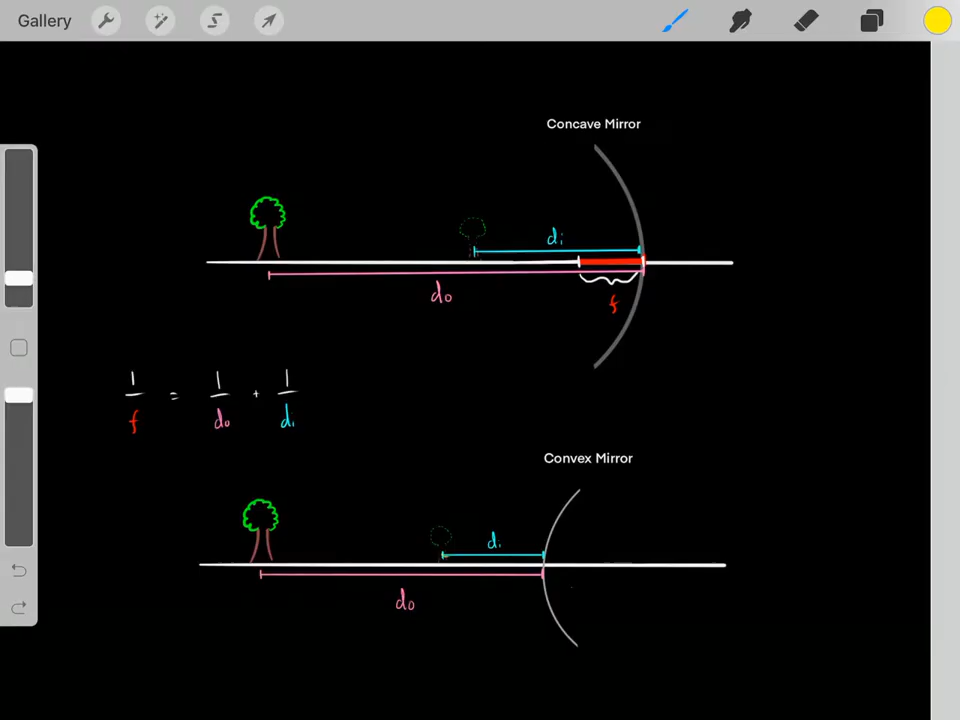 Gallery
Concave Mirror
di
do
f
1/f = 1/do + 1/di
Convex Mirror
di
do